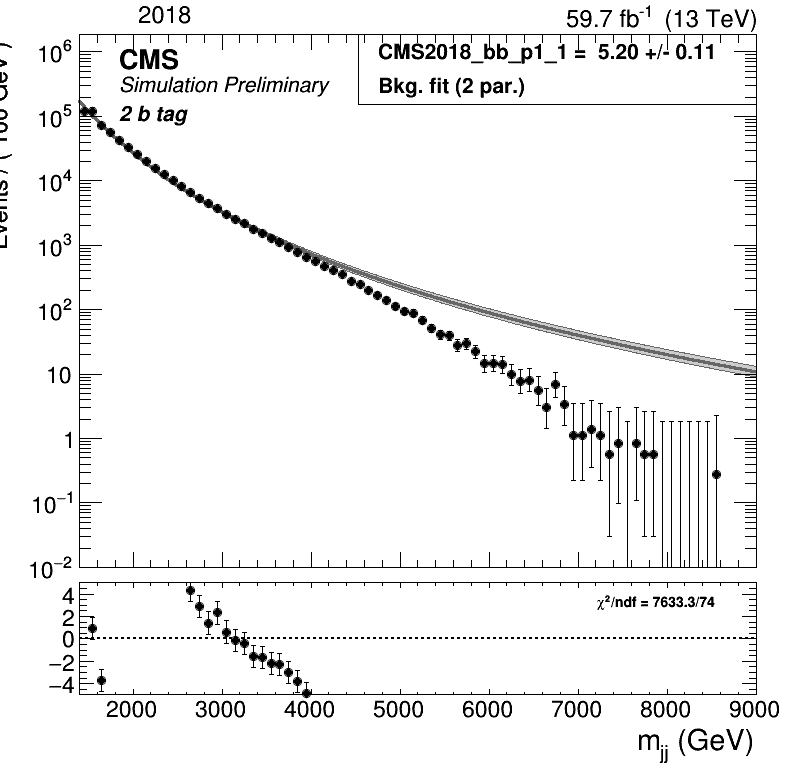 2018
59.7 fb⁻¹ (13 TeV)
CMS
Simulation Preliminary
2 b tag
CMS2018_bb_p1_1 = 5.20 +/- 0.11
Bkg. fit (2 par.)
Events / ( 100 GeV )
10⁶
10⁵
10⁴
10³
10²
10
1
10⁻¹
10⁻²
χ²/ndf = 7633.3/74
4
2
0
−2
−4
2000 3000 4000 5000 6000 7000 8000 9000
m_jj (GeV)